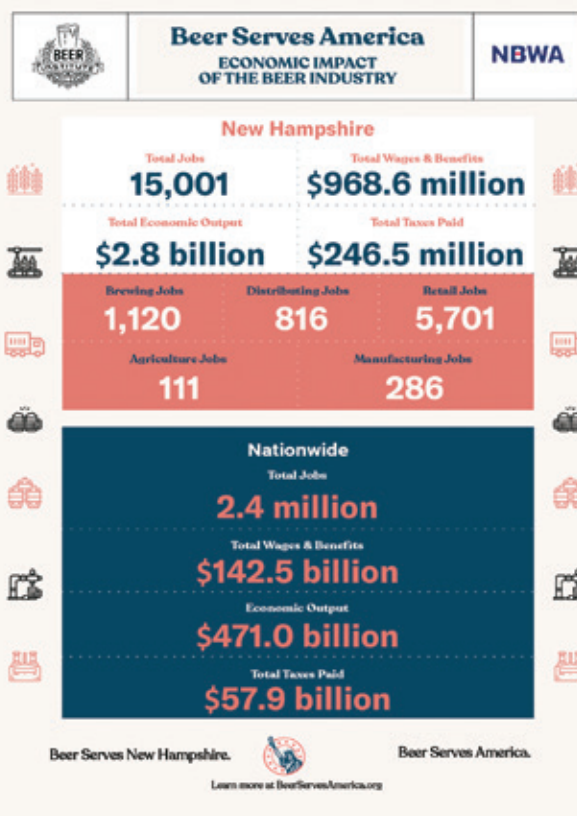 BEER
INSTITUTE
Beer Serves America
ECONOMIC IMPACT
OF THE BEER INDUSTRY
NBWA
New Hampshire
Total Jobs
15,001
Total Wages & Benefits
$968.6 million
Total Economic Output
$2.8 billion
Total Taxes Paid
$246.5 million
Brewing Jobs
1,120
Distributing Jobs
816
Retail Jobs
5,701
Agriculture Jobs
111
Manufacturing Jobs
286
Nationwide
Total Jobs
2.4 million
Total Wages & Benefits
$142.5 billion
Economic Output
$471.0 billion
Total Taxes Paid
$57.9 billion
Beer Serves New Hampshire.
Beer Serves America.
Learn more at BeerServesAmerica.org